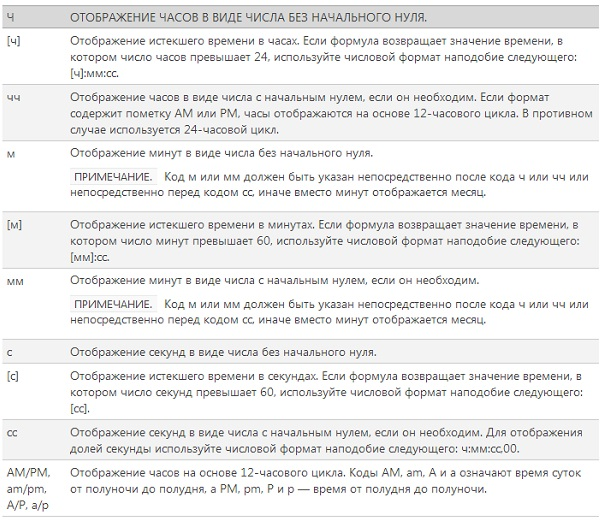 Ч ОТОБРАЖЕНИЕ ЧАСОВ В ВИДЕ ЧИСЛА БЕЗ НАЧАЛЬНОГО НУЛЯ.
[ч] Отображение истекшего времени в часах. Если формула возвращает значение времени, в
котором число часов превышает 24, используйте числовой формат наподобие следующего:
[ч]:мм:сс.
чч Отображение часов в виде числа с начальным нулем, если он необходим. Если формат
содержит пометку AM или PM, часы отображаются на основе 12-часового цикла. В противном
случае используется 24-часовой цикл.
м Отображение минут в виде числа без начального нуля.
ПРИМЕЧАНИЕ. Код м или мм должен быть указан непосредственно после кода ч или чч или
непосредственно перед кодом сс, иначе вместо минут отображается месяц.
[м] Отображение истекшего времени в минутах. Если формула возвращает значение времени, в
котором число минут превышает 60, используйте числовой формат наподобие следующего:
[мм]:сс.
мм Отображение минут в виде числа с начальным нулем, если он необходим.
ПРИМЕЧАНИЕ. Код м или мм должен быть указан непосредственно после кода ч или чч или
непосредственно перед кодом сс, иначе вместо минут отображается месяц.
с Отображение секунд в виде числа без начального нуля.
[с] Отображение истекшего времени в секундах. Если формула возвращает значение времени, в
котором число секунд превышает 60, используйте числовой формат наподобие следующего:
[сс].
сс Отображение секунд в виде числа с начальным нулем, если он необходим. Для отображения
долей секунды используйте числовой формат наподобие следующего: ч:мм:сс,00.
AM/PM, Отображение часов на основе 12-часового цикла. Коды AM, am, A и a означают время суток
am/pm, от полуночи до полудня, а PM, pm, P и p — время от полудня до полуночи.
A/P, a/p